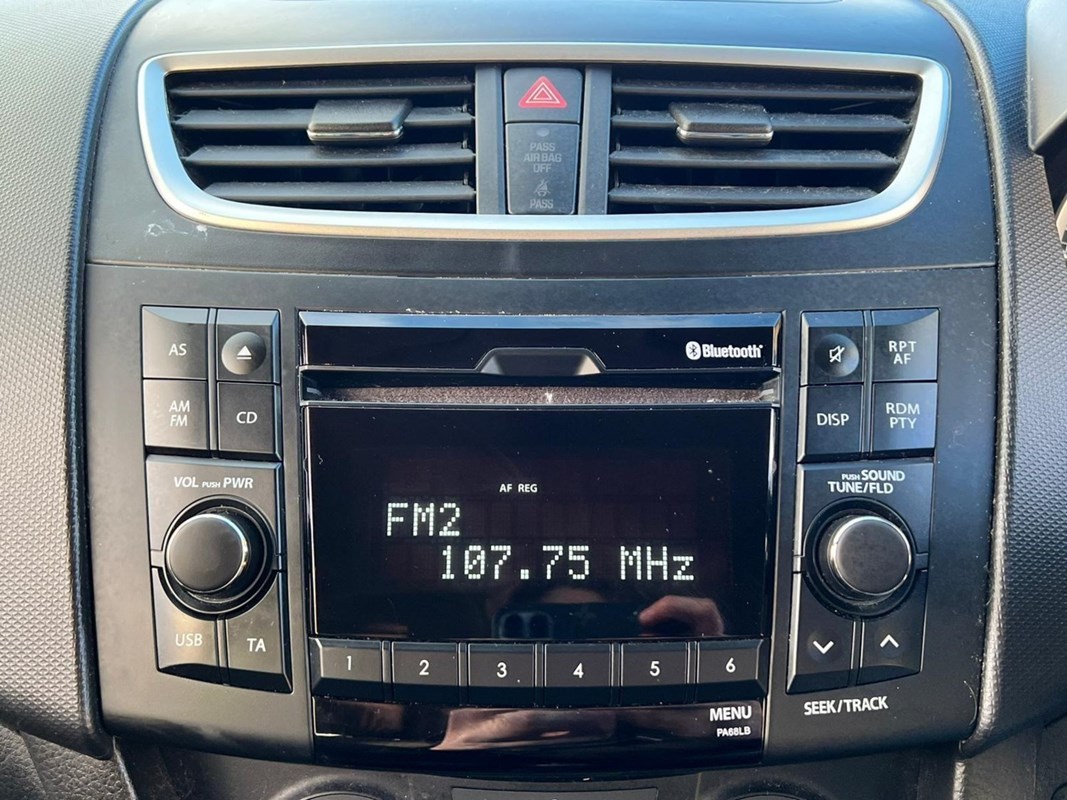 PASS
AIR BAG
OFF
PASS
AS
Bluetooth
RPT
AF
AM
FM
CD
DISP
RDM
PTY
VOL PUSH PWR
PUSH SOUND
TUNE/FLD
AF REG
FM2
107.75 MHz
USB
TA
1 2 3 4 5 6
SEEK/TRACK
MENU
PA68LB